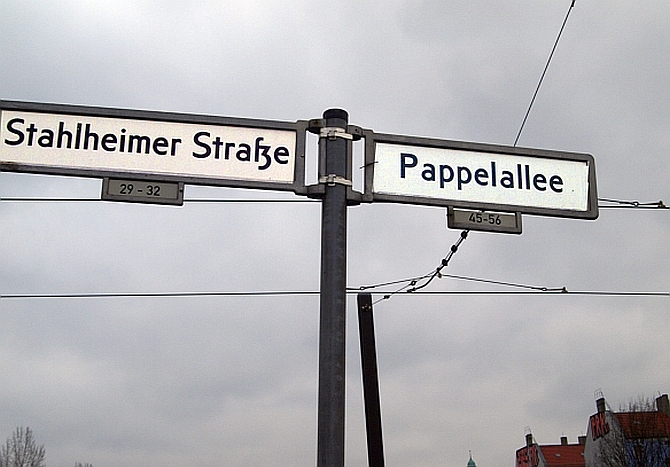 Stahlheimer Straße
29 - 32
Pappelallee
45-56